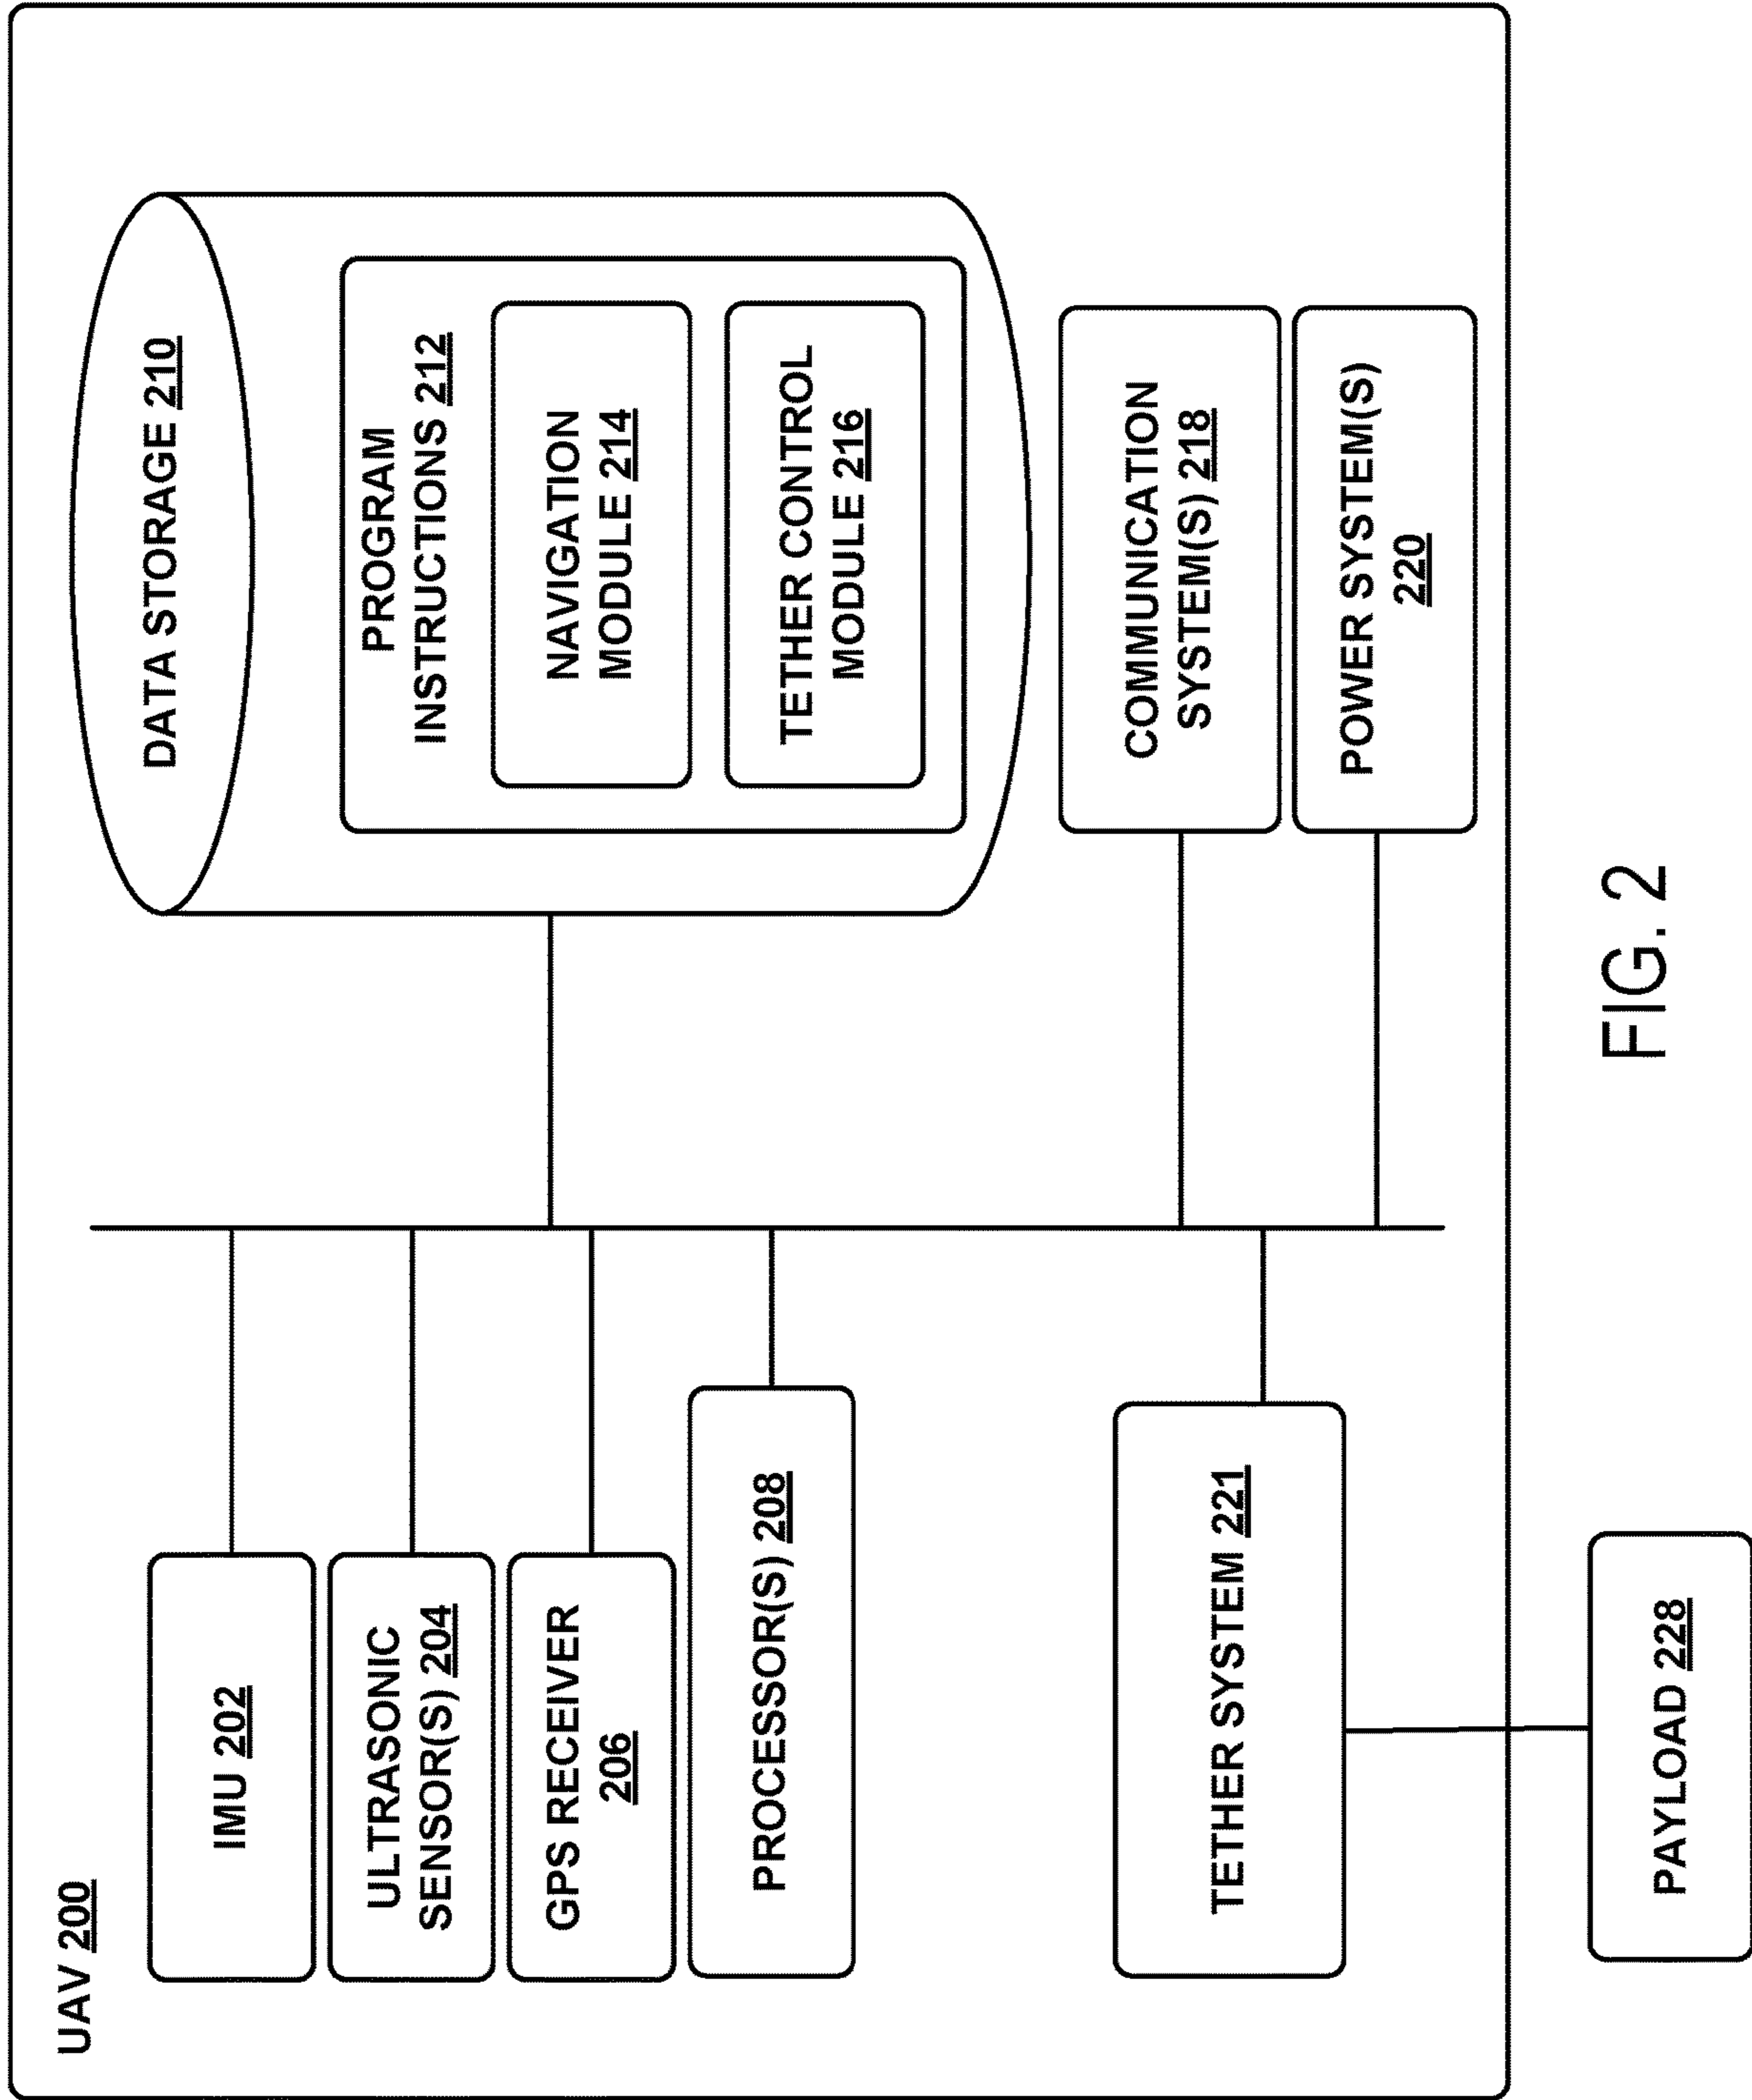 UAV 200
IMU 202
ULTRASONIC
SENSOR(S) 204
GPS RECEIVER
206
PROCESSOR(S) 208
TETHER SYSTEM 221
PAYLOAD 228
DATA STORAGE 210
PROGRAM
INSTRUCTIONS 212
NAVIGATION
MODULE 214
TETHER CONTROL
MODULE 216
COMMUNICATION
SYSTEM(S) 218
POWER SYSTEM(S)
220
FIG. 2